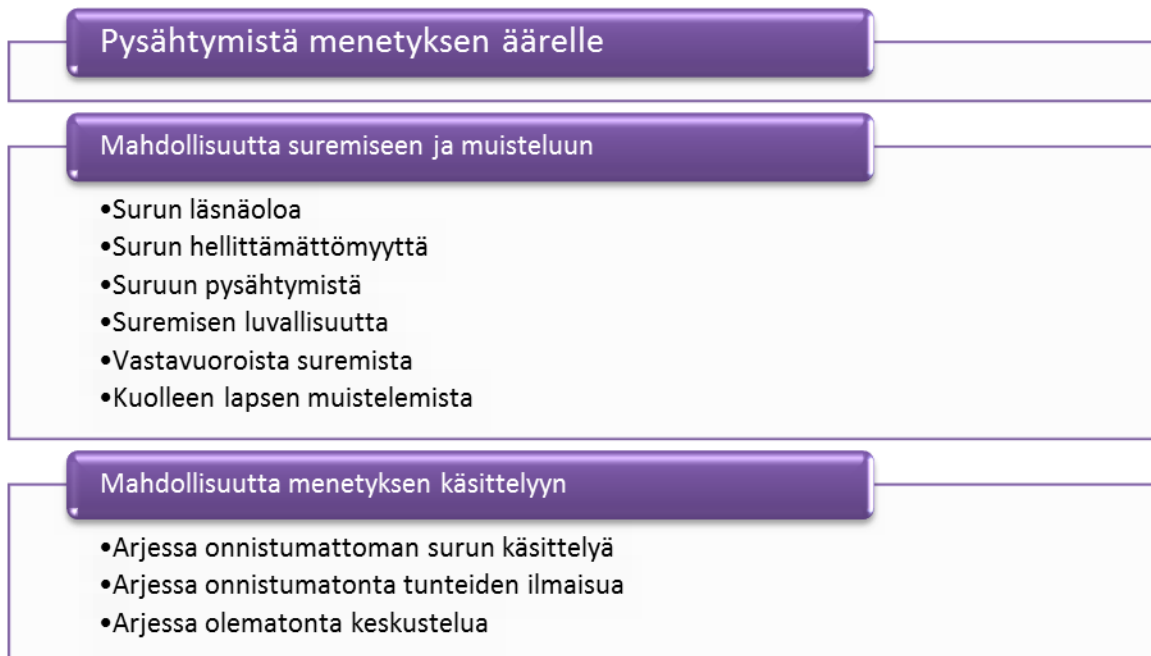 Pysähtymistä menetyksen äärelle
Mahdollisuutta suremiseen ja muisteluun
•Surun läsnäoloa
•Surun hellittämättömyyttä
•Suruun pysähtymistä
•Suremisen luvallisuutta
•Vastavuoroista suremista
•Kuolleen lapsen muistelemista
Mahdollisuutta menetyksen käsittelyyn
•Arjessa onnistumattoman surun käsittelyä
•Arjessa onnistumatonta tunteiden ilmaisua
•Arjessa olematonta keskustelua